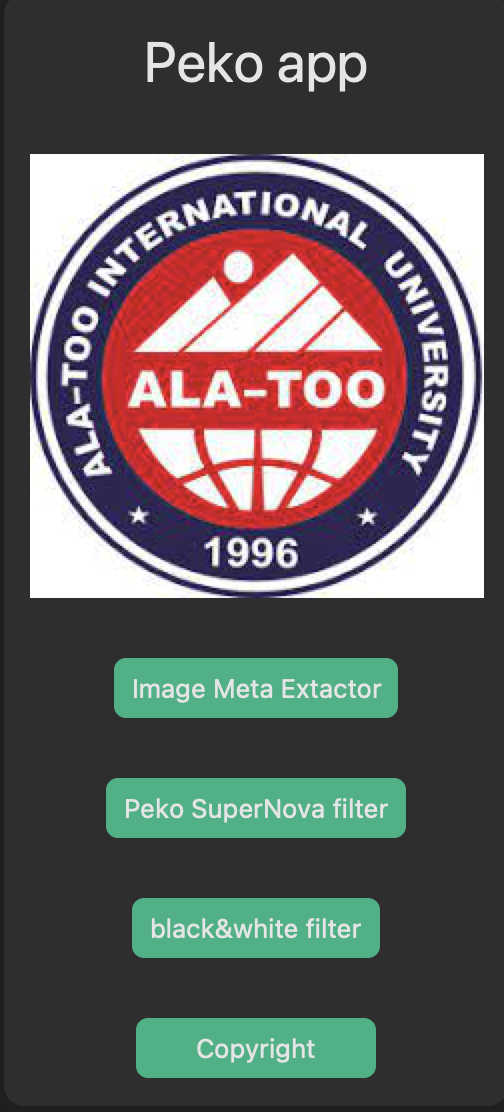 Peko app
ALA-TOO INTERNATIONAL UNIVERSITY
ALA-TOO
1996
Image Meta Extactor
Peko SuperNova filter
black&white filter
Copyright